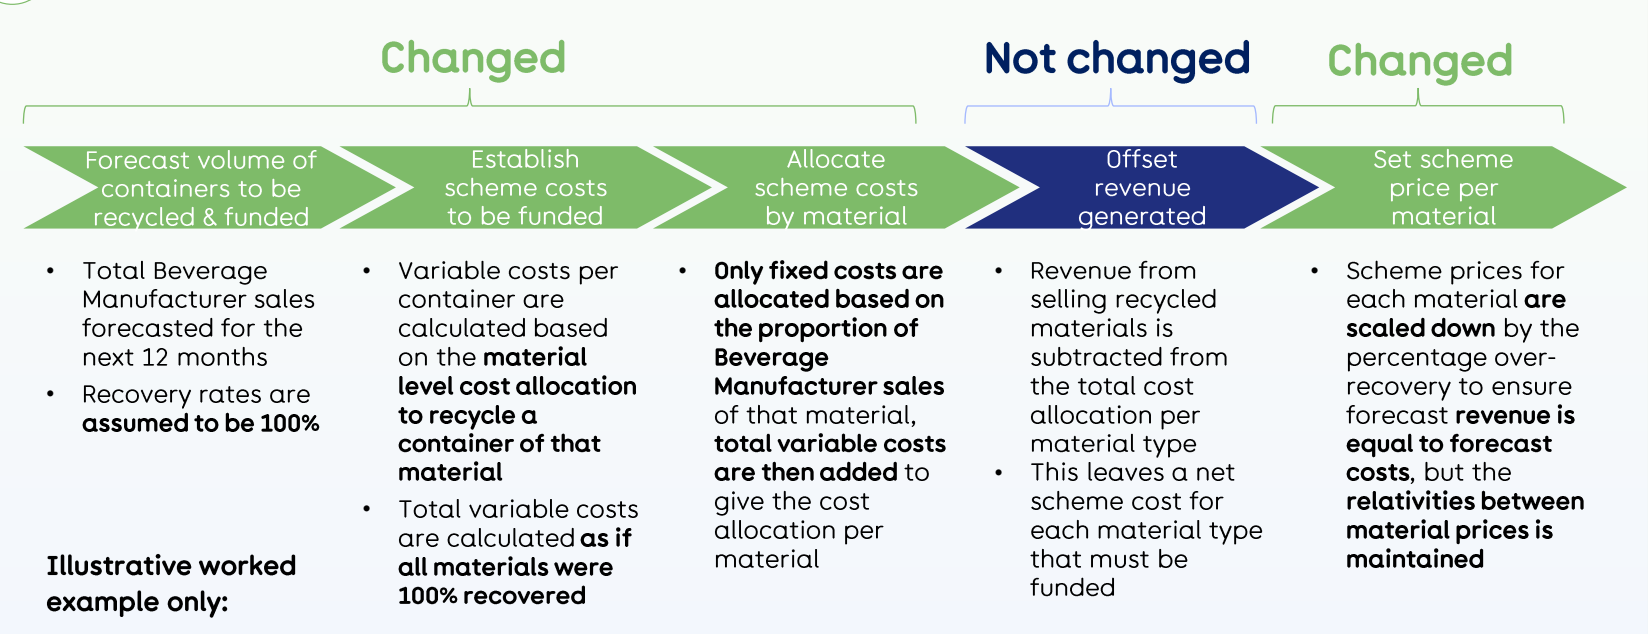 Changed
Not changed
Changed
Forecast volume of
containers to be
recycled & funded
Establish
scheme costs
to be funded
Allocate
scheme costs
by material
Offset
revenue
generated
Set scheme
price per
material
• Total Beverage
Manufacturer sales
forecasted for the
next 12 months
• Recovery rates are
assumed to be 100%
• Variable costs per
container are
calculated based
on the material
level cost allocation
to recycle a
container of that
material
• Total variable costs
are calculated as if
all materials were
100% recovered
• Only fixed costs are
allocated based on
the proportion of
Beverage
Manufacturer sales
of that material,
total variable costs
are then added to
give the cost
allocation per
material
• Revenue from
selling recycled
materials is
subtracted from
the total cost
allocation per
material type
• This leaves a net
scheme cost for
each material type
that must be
funded
• Scheme prices for
each material are
scaled down by the
percentage over-
recovery to ensure
forecast revenue is
equal to forecast
costs, but the
relativities between
material prices is
maintained
Illustrative worked
example only: